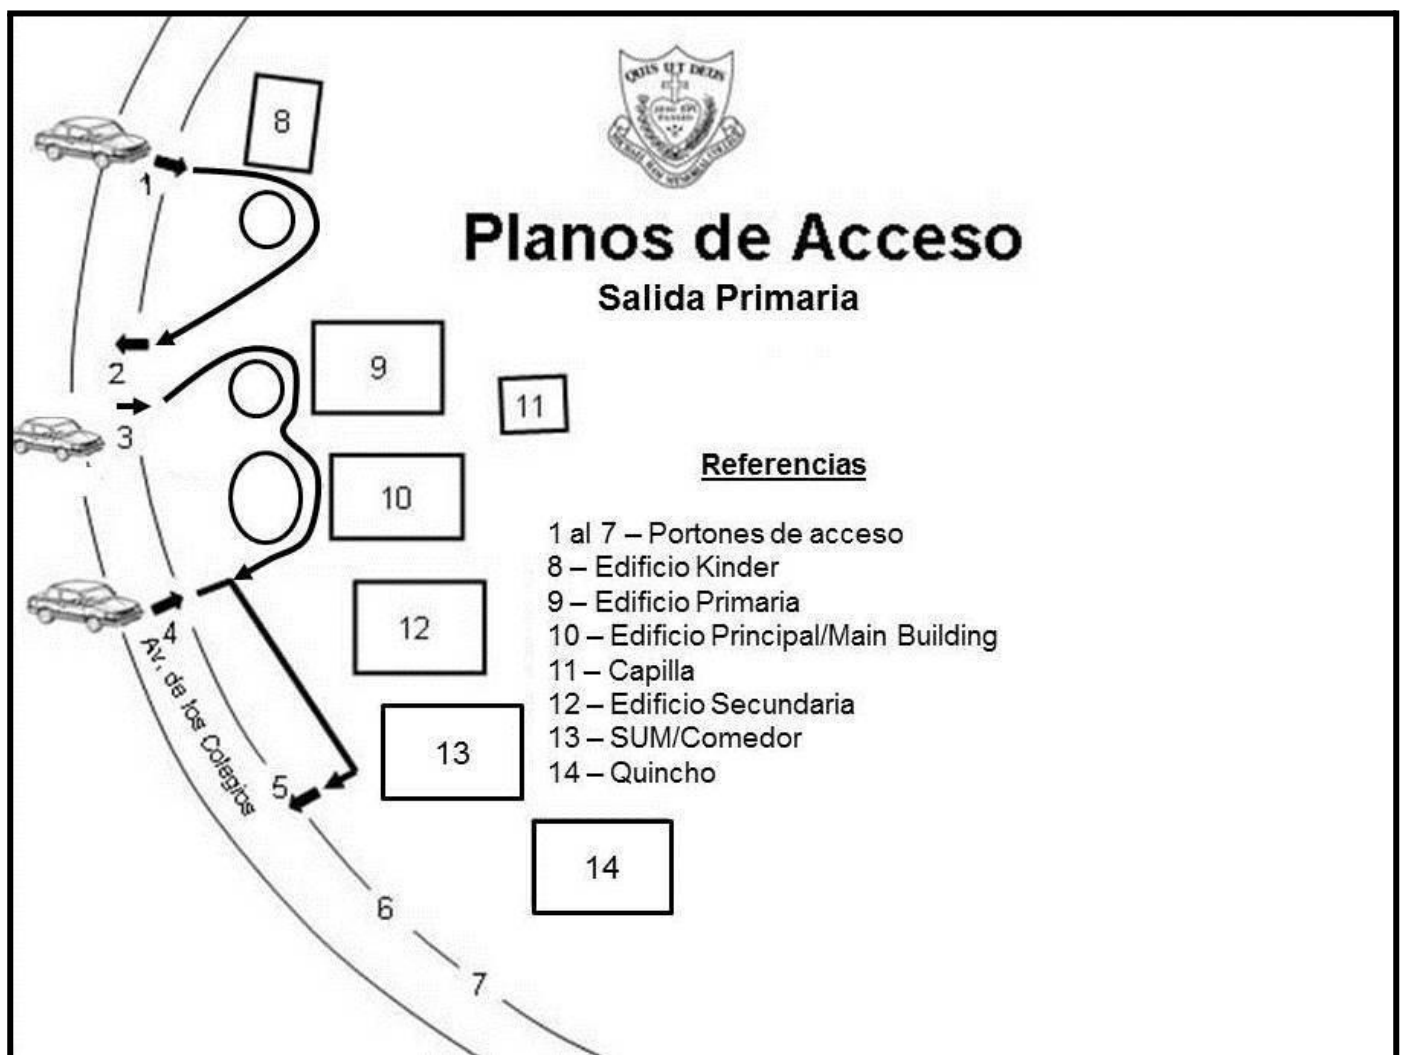 QUIS UT DEUS
8
1
Planos de Acceso
Salida Primaria
2
9
3
11
Referencias
10
1 al 7 – Portones de acceso
8 – Edificio Kinder
9 – Edificio Primaria
12
4
10 – Edificio Principal/Main Building
11 – Capilla
12 – Edificio Secundaria
Av. de los Colegios
13
13 – SUM/Comedor
14 – Quincho
5
14
6
7